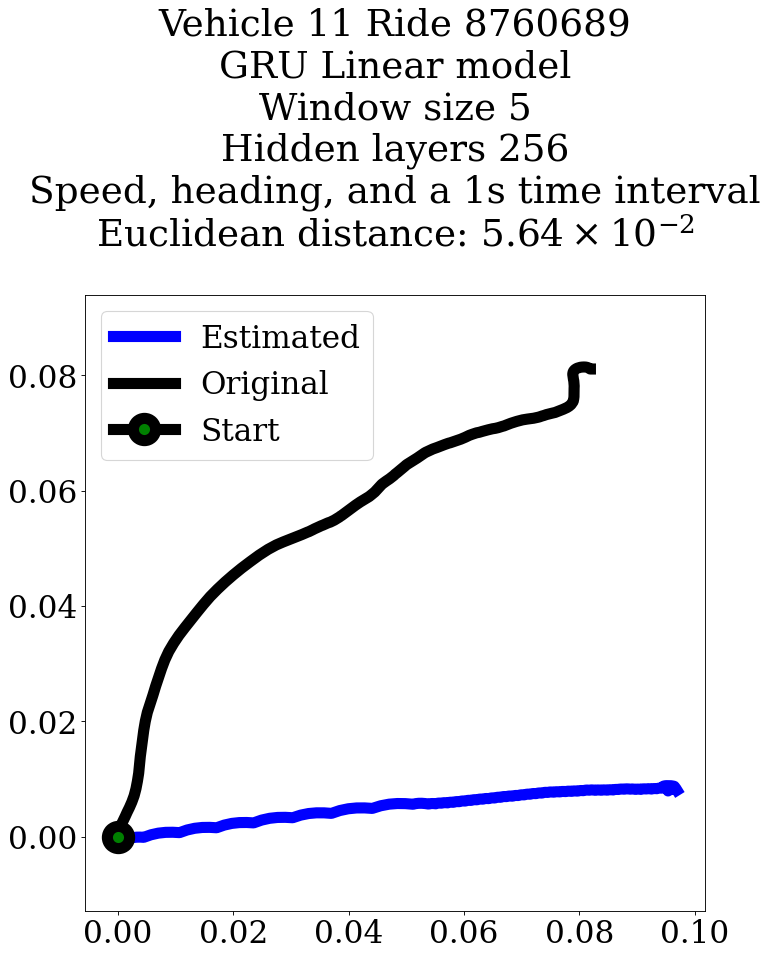 Vehicle 11 Ride 8760689
GRU Linear model
Window size 5
Hidden layers 256
Speed, heading, and a 1s time interval
Euclidean distance: 5.64 × 10⁻²
Estimated
Original
Start
0.08
0.06
0.04
0.02
0.00
0.00 0.02 0.04 0.06 0.08 0.10